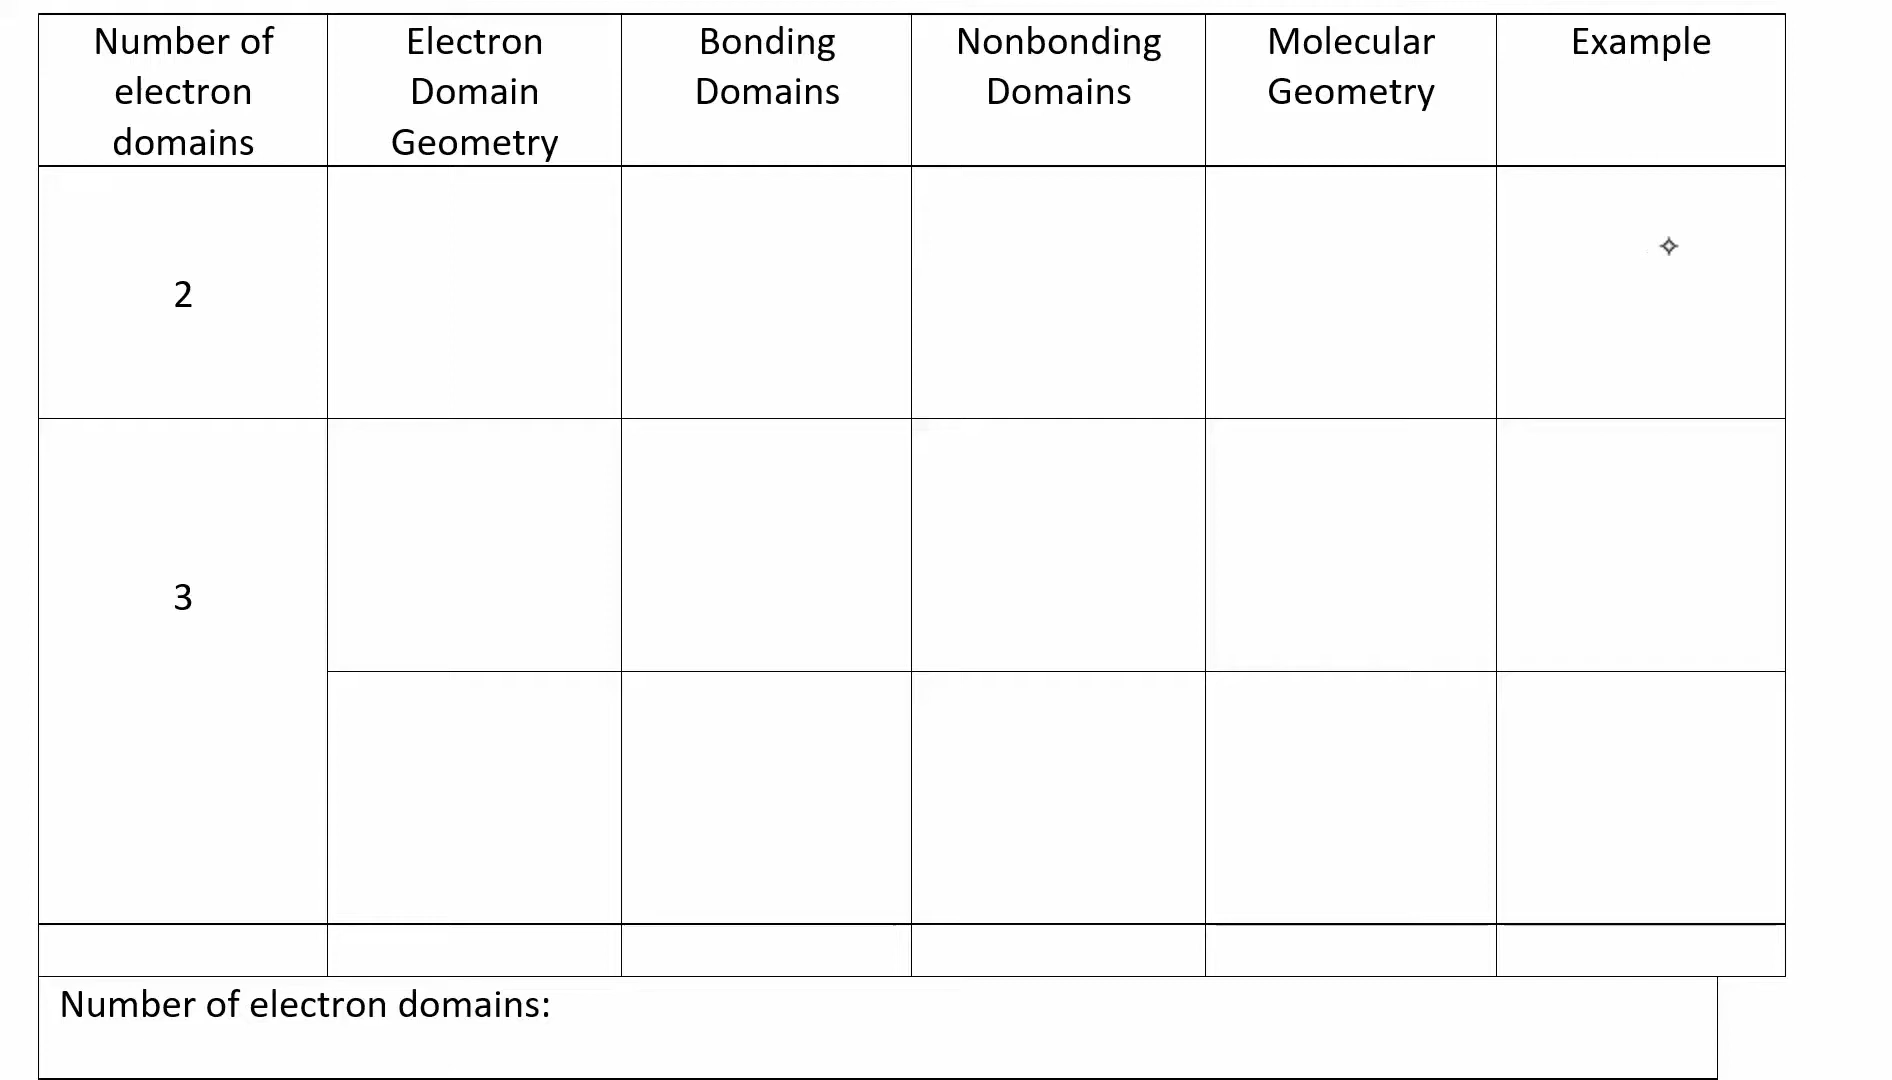 Number of
electron
domains
Electron
Domain
Geometry
Bonding
Domains
Nonbonding
Domains
Molecular
Geometry
Example
2
3
Number of electron domains: